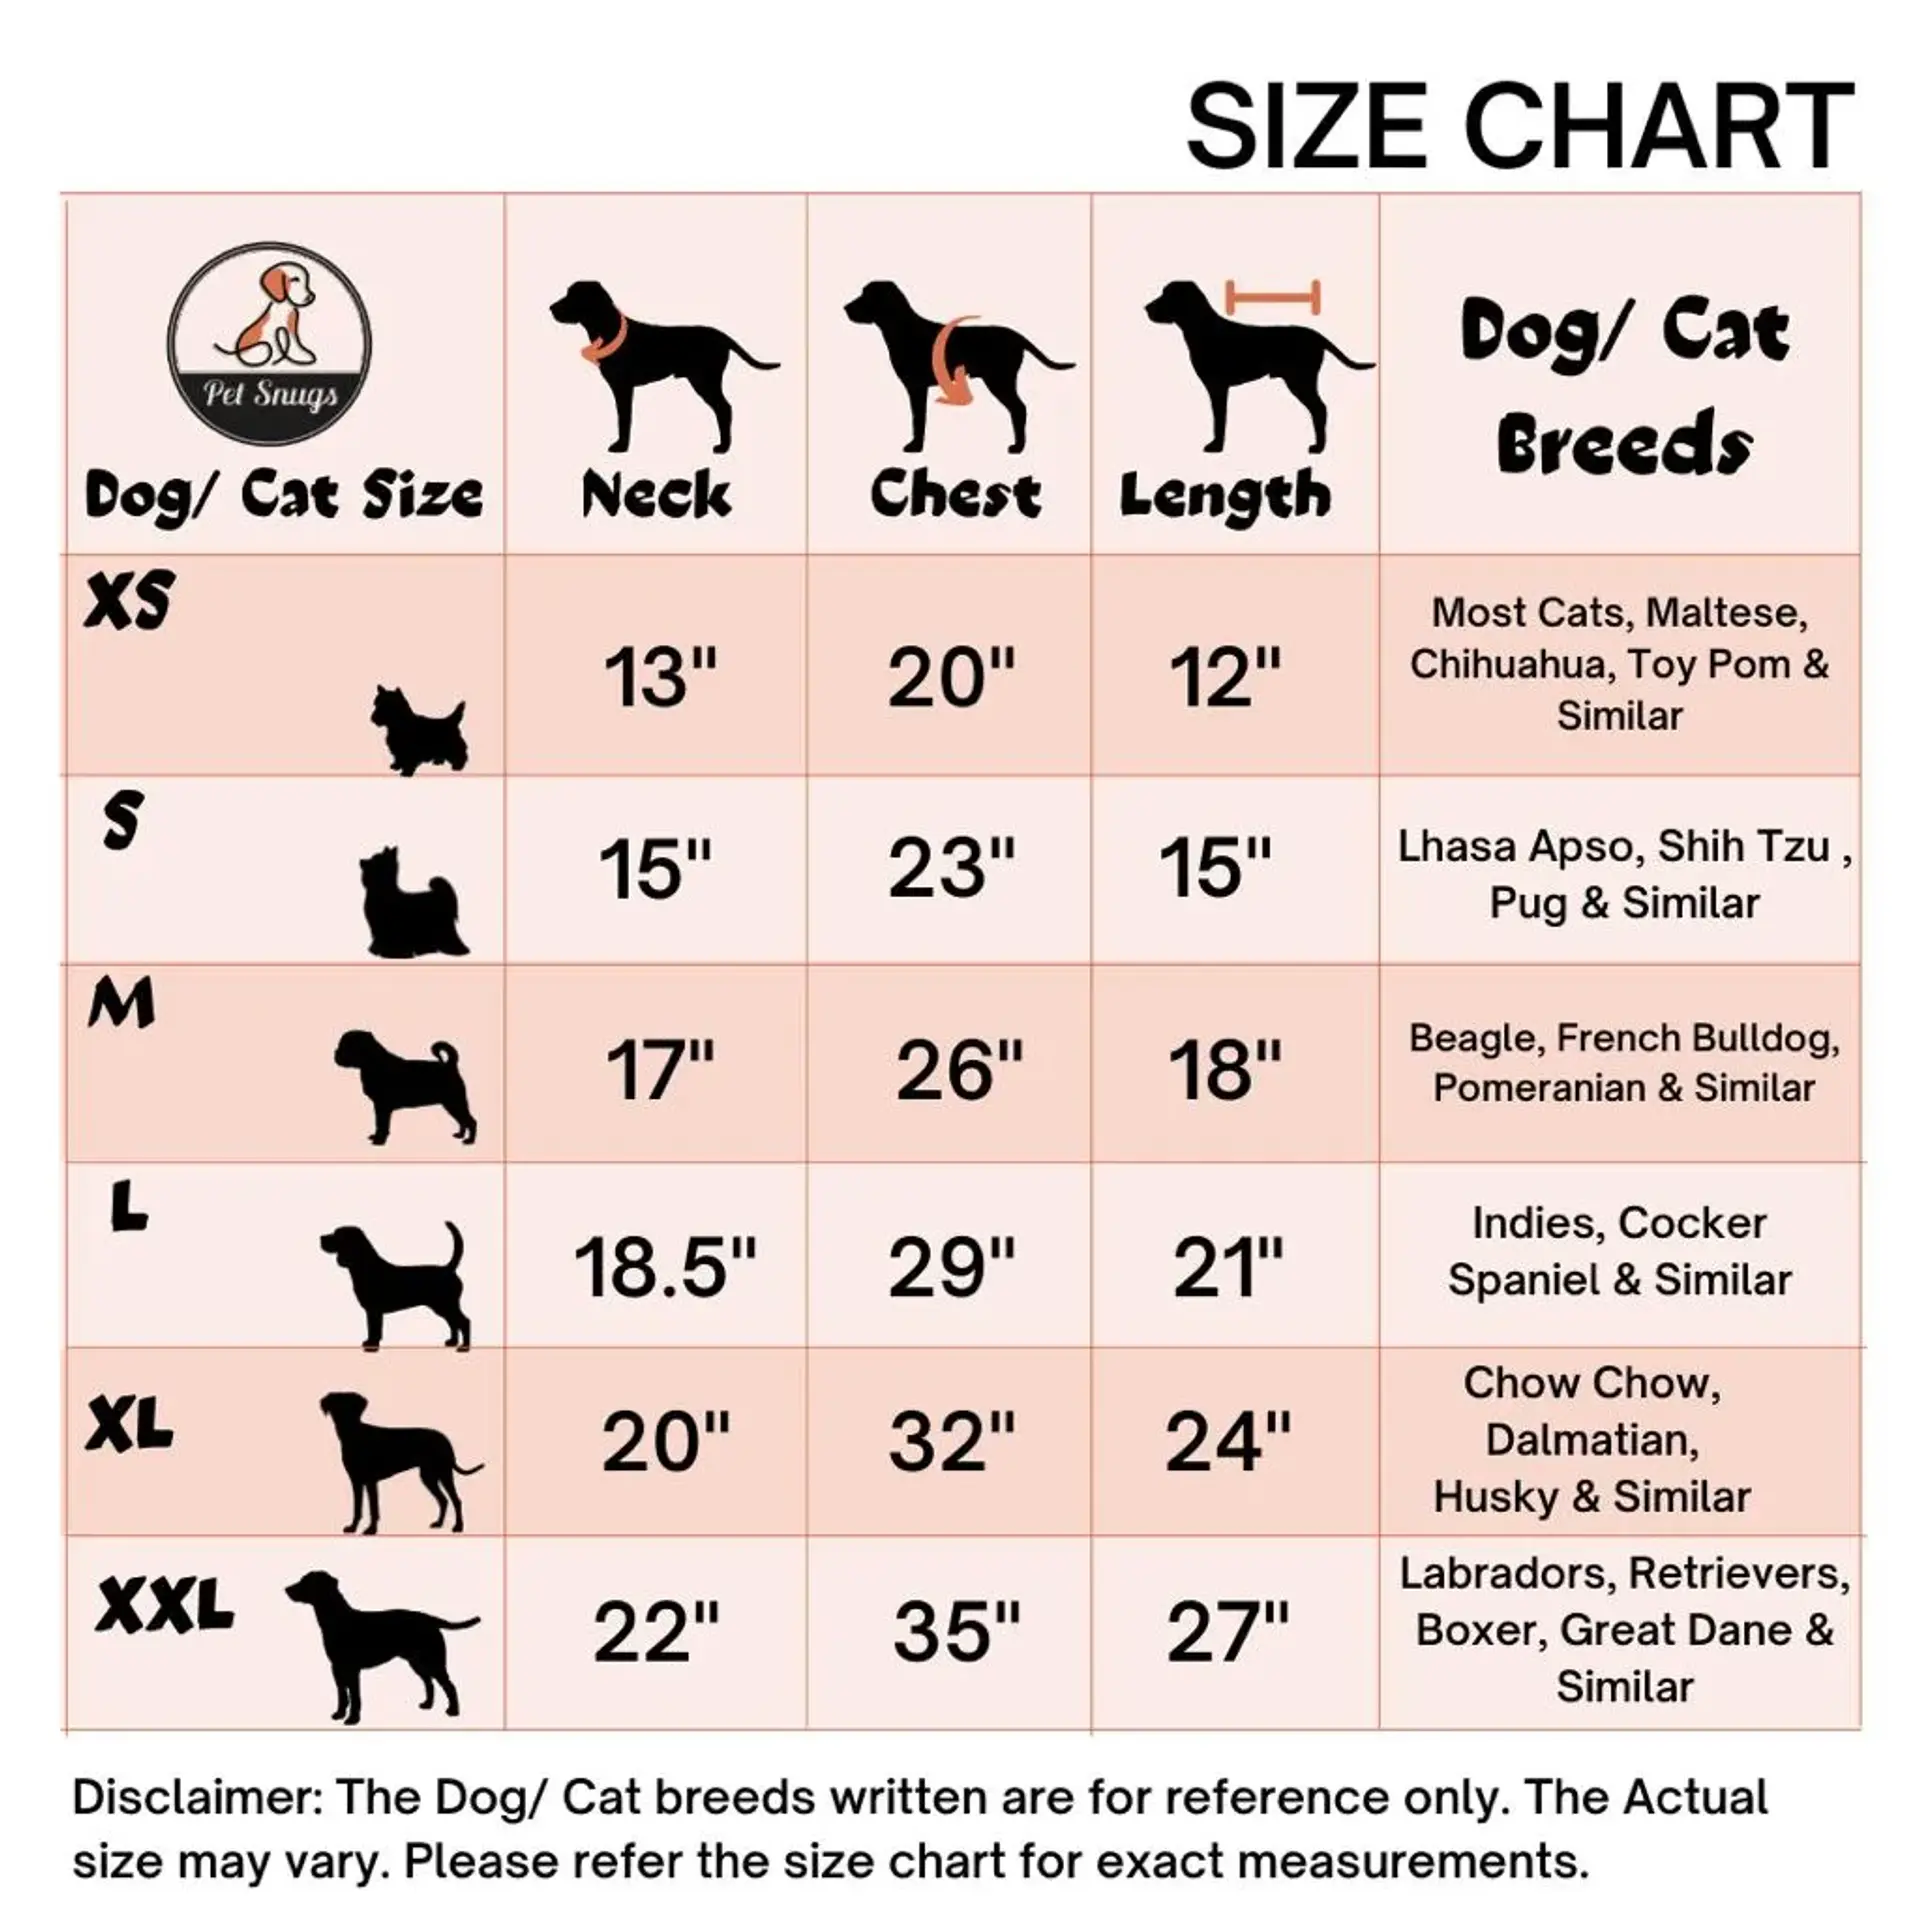 SIZE CHART
Pet Snugs
Dog/ Cat Size
Neck
Chest
Length
Dog/ Cat
Breeds
XS
13"
20"
12"
Most Cats, Maltese,
Chihuahua, Toy Pom &
Similar
S
15"
23"
15"
Lhasa Apso, Shih Tzu ,
Pug & Similar
M
17"
26"
18"
Beagle, French Bulldog,
Pomeranian & Similar
L
18.5"
29"
21"
Indies, Cocker
Spaniel & Similar
XL
20"
32"
24"
Chow Chow,
Dalmatian,
Husky & Similar
XXL
22"
35"
27"
Labradors, Retrievers,
Boxer, Great Dane &
Similar
Disclaimer: The Dog/ Cat breeds written are for reference only. The Actual
size may vary. Please refer the size chart for exact measurements.